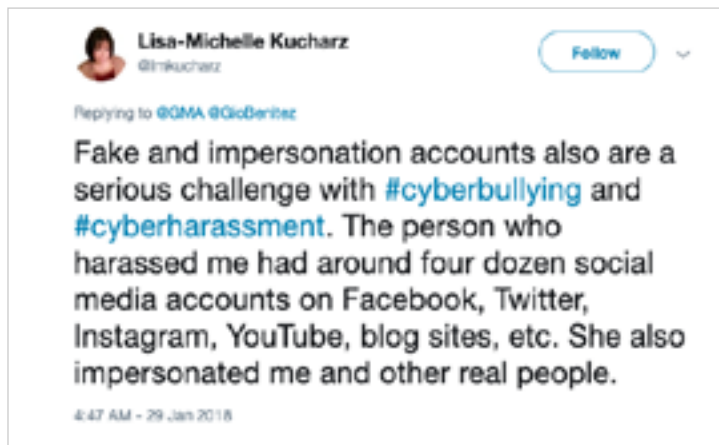 Lisa-Michelle Kucharz
@lmkucharz
Follow
Replying to @GMA @GioBenitez
Fake and impersonation accounts also are a
serious challenge with #cyberbullying and
#cyberharassment. The person who
harassed me had around four dozen social
media accounts on Facebook, Twitter,
Instagram, YouTube, blog sites, etc. She also
impersonated me and other real people.
4:47 AM - 29 Jan 2018